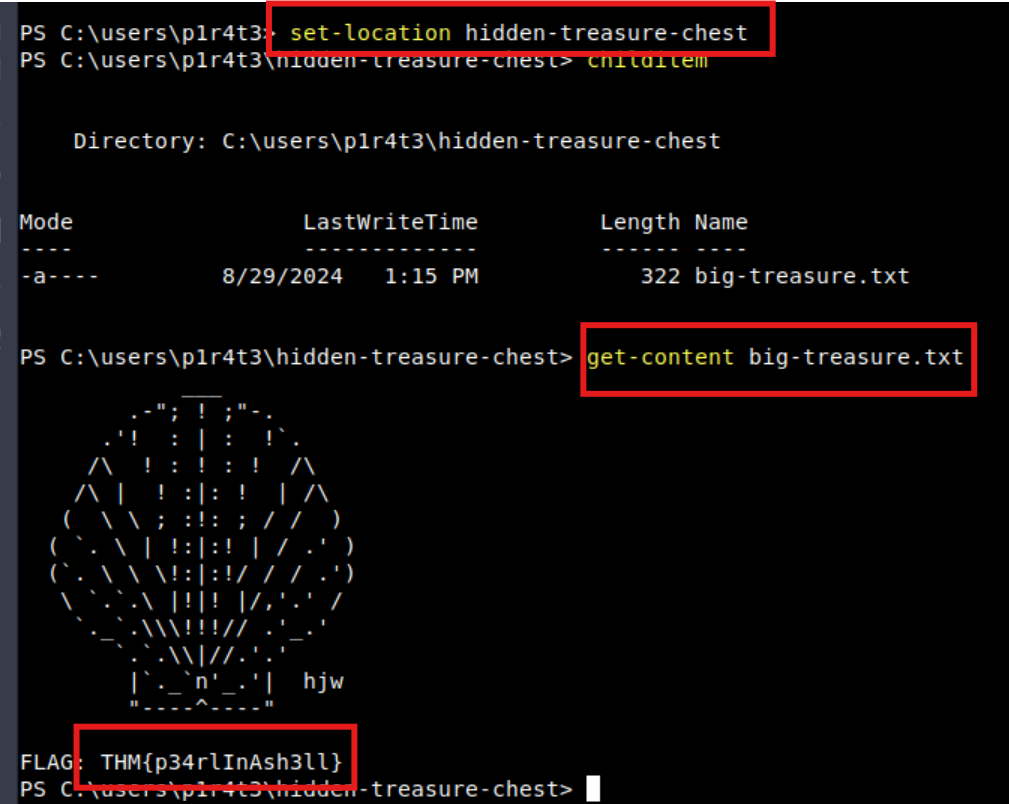 PS C:\users\p1r4t3> set-location hidden-treasure-chest
PS C:\users\p1r4t3\hidden-treasure-chest> childitem
Directory: C:\users\p1r4t3\hidden-treasure-chest
Mode                 LastWriteTime         Length Name
----                 -------------         ------ ----
-a----         8/29/2024   1:15 PM            322 big-treasure.txt
PS C:\users\p1r4t3\hidden-treasure-chest> get-content big-treasure.txt
            ___
        .-"; ! ;"-.
      .'!  : | :  !`.
     /\  ! : ! : !  /\
    /\ |  ! :|: !  | /\
   (  \ \ ; :!: ; / /  )
  ( `. \ | !:|:! | / .' )
  (`. \ \ \!:|:!/ / / .')
   \ `.`.\ |!|! |/,'.' /
    `._`.\\\!!!// .'_.'
       `.`.\\|//.'.'
        |`._`n'_.'|  hjw
        "----^----"
FLAG: THM{p34rlInAsh3ll}
PS C:\users\p1r4t3\hidden-treasure-chest>